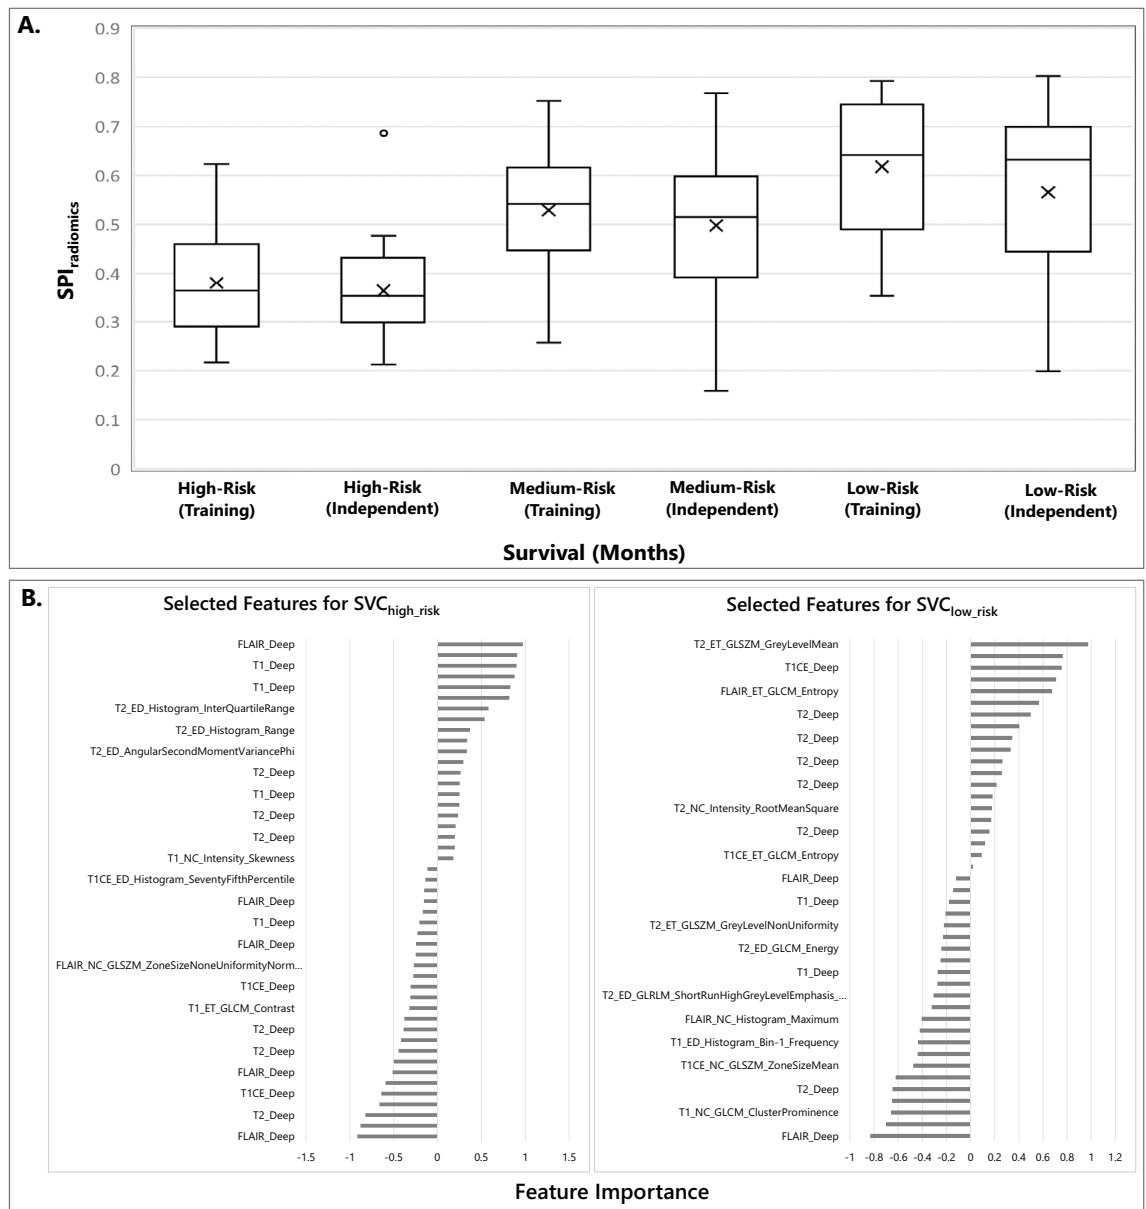 A.
0.9
0.8
0.7
0.6
0.5
0.4
0.3
0.2
0.1
0
SPIradiomics
High-Risk
(Training)
High-Risk
(Independent)
Medium-Risk
(Training)
Medium-Risk
(Independent)
Low-Risk
(Training)
Low-Risk
(Independent)
Survival (Months)
B.
Selected Features for SVChigh_risk
FLAIR_Deep
T1_Deep
T1_Deep
T2_ED_Histogram_InterQuartileRange
T2_ED_Histogram_Range
T2_ED_AngularSecondMomentVariancePhi
T2_Deep
T1_Deep
T2_Deep
T2_Deep
T1_NC_Intensity_Skewness
T1CE_ED_Histogram_SeventyFifthPercentile
FLAIR_Deep
T1_Deep
FLAIR_Deep
FLAIR_NC_GLSZM_ZoneSizeNoneUniformityNorm...
T1CE_Deep
T1_ET_GLCM_Contrast
T2_Deep
T2_Deep
FLAIR_Deep
T1CE_Deep
T2_Deep
FLAIR_Deep
-1.5 -1 -0.5 0 0.5 1 1.5
Selected Features for SVClow_risk
T2_ET_GLSZM_GreyLevelMean
T1CE_Deep
FLAIR_ET_GLCM_Entropy
T2_Deep
T2_Deep
T2_Deep
T2_Deep
T2_NC_Intensity_RootMeanSquare
T2_Deep
T1CE_ET_GLCM_Entropy
FLAIR_Deep
T1_Deep
T2_ET_GLSZM_GreyLevelNonUniformity
T2_ED_GLCM_Energy
T1_Deep
T2_ED_GLRLM_ShortRunHighGreyLevelEmphasis_...
FLAIR_NC_Histogram_Maximum
T1_ED_Histogram_Bin-1_Frequency
T1CE_NC_GLSZM_ZoneSizeMean
T2_Deep
T1_NC_GLCM_ClusterProminence
FLAIR_Deep
-1 -0.8 -0.6 -0.4 -0.2 0 0.2 0.4 0.6 0.8 1 1.2
Feature Importance